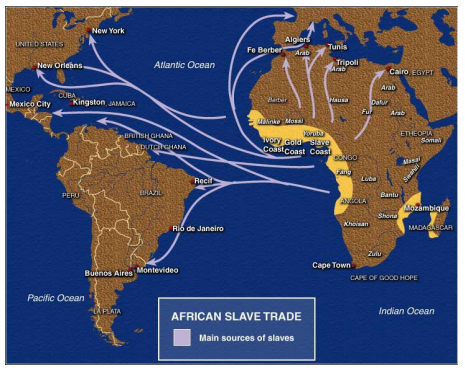 New York
UNITED STATES
New Orleans
Atlantic Ocean
MEXICO
CUBA
Mexico City
Kingston, JAMAICA
BRITISH GHANA
DUTCH GHANA
Recif
PERU
BRAZIL
Rio de Janeiro
Buenos Aires
Montevideo
Pacific Ocean
LA PLATA
Algiers
Fe Berber
Arab
Tunis
Tripoli
Arab
Cairo, EGYPT
Arab
Berber
Hausa
Dafur
Arab
Fur
Malinke
Mossi
Yoruba
Ivory
Coast
Gold
Coast
Slave
Coast
ETHEOPIA
Somali
CONGO
Fang
Luba
Masai
Swahili
ANGOLA
Bantu
Mozambique
Shona
MADAGASCAR
Khoisan
Zulu
Cape Town
CAPE OF GOOD HOPE
Indian Ocean
AFRICAN SLAVE TRADE
Main sources of slaves